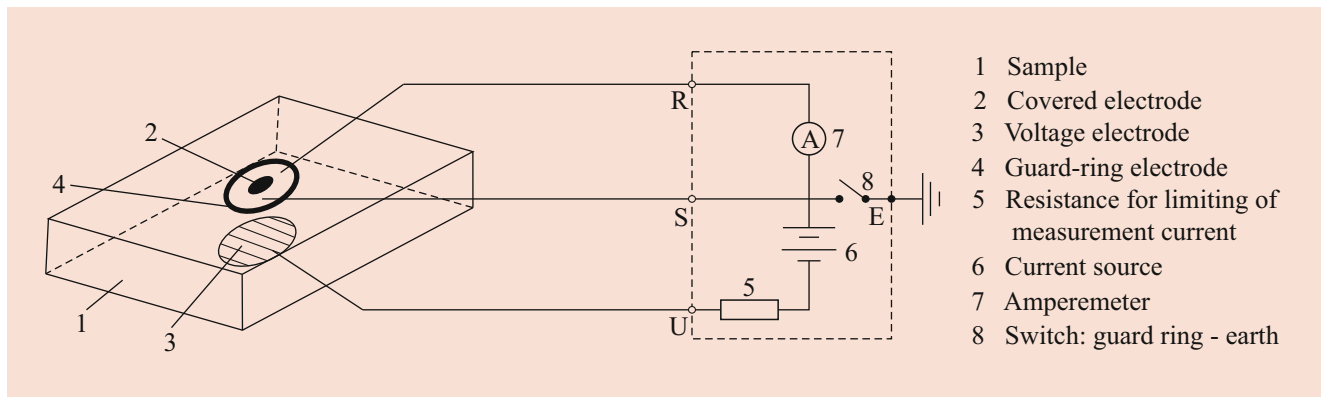 2
4
1
3
R
S
U
A 7
8
E
6
5
1 Sample
2 Covered electrode
3 Voltage electrode
4 Guard-ring electrode
5 Resistance for limiting of
measurement current
6 Current source
7 Amperemeter
8 Switch: guard ring - earth